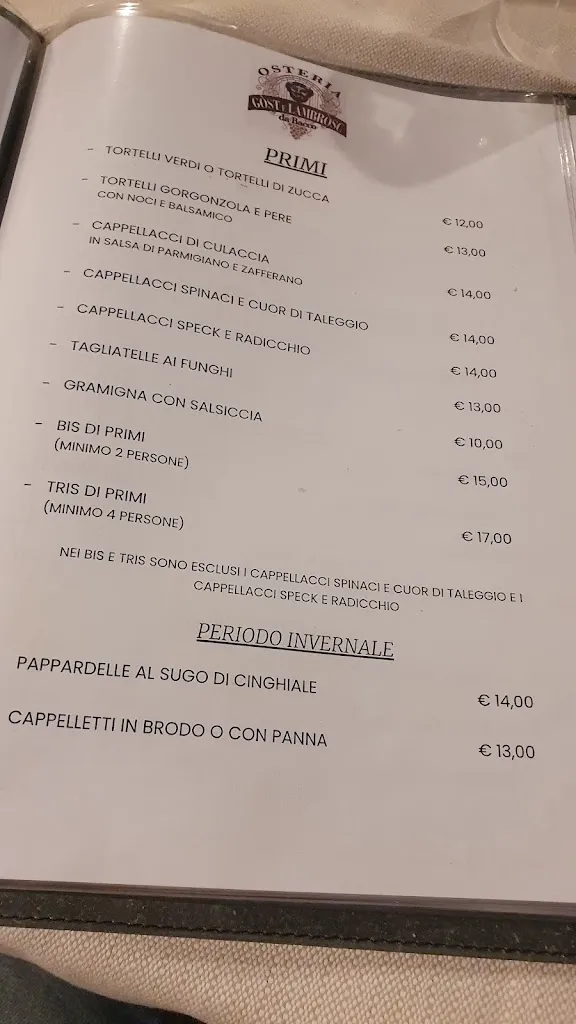 OSTERIA
GÖST E LAMBRÖSC
da Bacco
PRIMI
- TORTELLI VERDI O TORTELLI DI ZUCCA € 12,00
- TORTELLI GORGONZOLA E PERE
CON NOCI E BALSAMICO € 13,00
- CAPPELLACCI DI CULACCIA
IN SALSA DI PARMIGIANO E ZAFFERANO € 14,00
- CAPPELLACCI SPINACI E CUOR DI TALEGGIO € 14,00
- CAPPELLACCI SPECK E RADICCHIO € 14,00
- TAGLIATELLE AI FUNGHI € 13,00
- GRAMIGNA CON SALSICCIA € 10,00
- BIS DI PRIMI
(MINIMO 2 PERSONE) € 15,00
- TRIS DI PRIMI
(MINIMO 4 PERSONE) € 17,00
NEI BIS E TRIS SONO ESCLUSI I CAPPELLACCI SPINACI E CUOR DI TALEGGIO E I
CAPPELLACCI SPECK E RADICCHIO
PERIODO INVERNALE
PAPPARDELLE AL SUGO DI CINGHIALE € 14,00
CAPPELLETTI IN BRODO O CON PANNA € 13,00